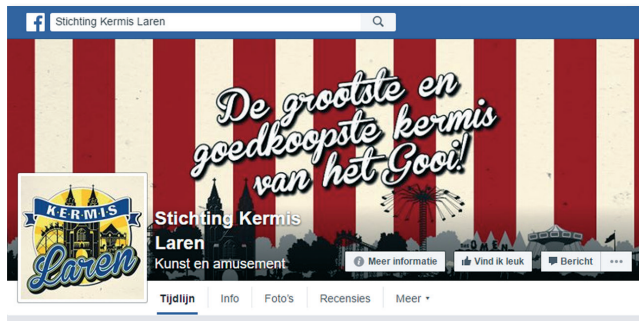 Stichting Kermis Laren
De grootste en
goedkoopste kermis
van het Gooi!
KERMIS
Laren
Stichting Kermis
Laren
Kunst en amusement
Meer informatie
Vind ik leuk
Bericht
Tijdlijn
Info
Foto's
Recensies
Meer